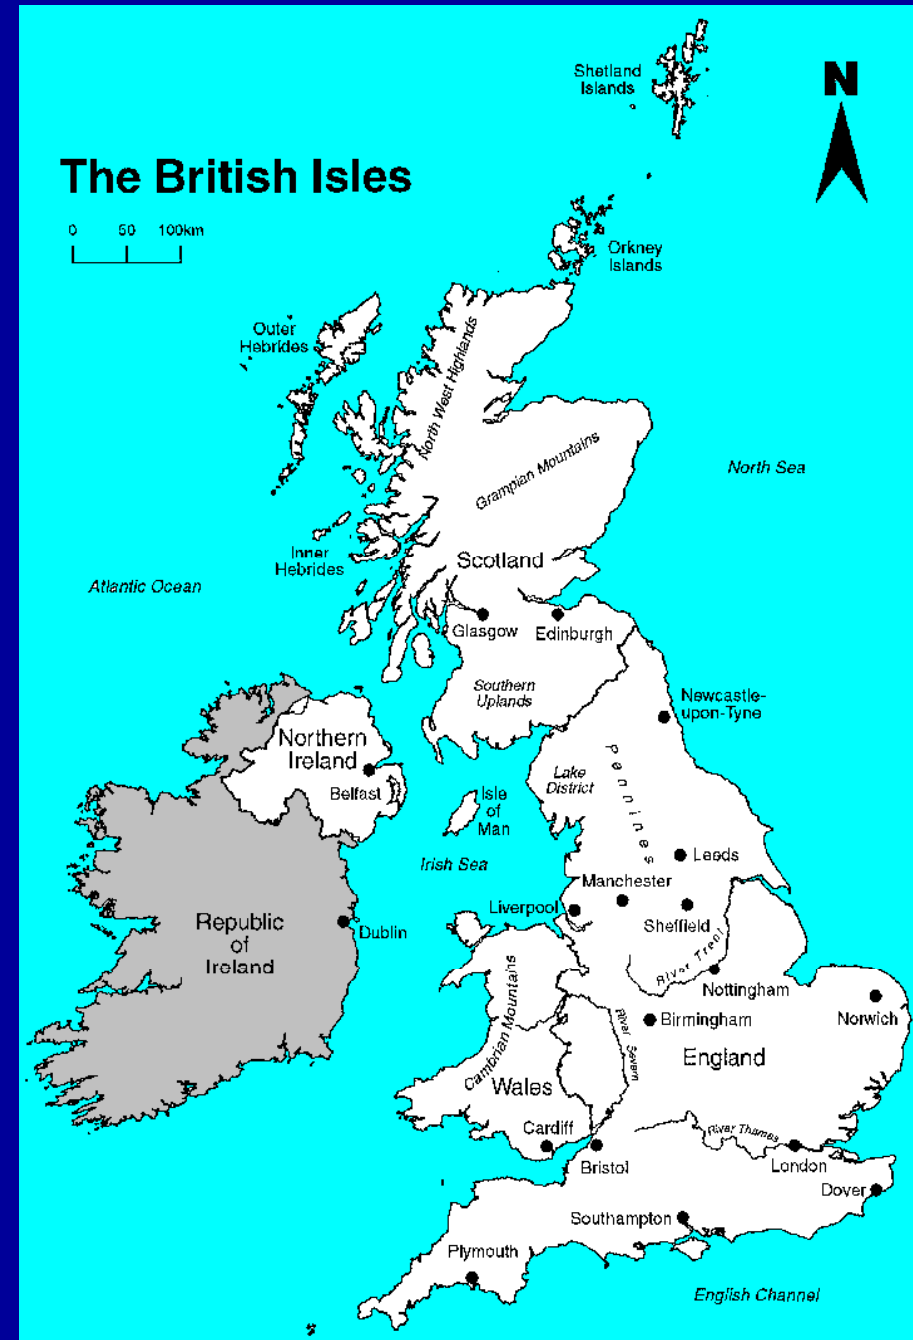 Shetland
Islands
N
The British Isles
0 50 100km
Orkney
Islands
Outer
Hebrides
North West Highlands
Grampian Mountains
North Sea
Inner
Hebrides
Scotland
Atlantic Ocean
Glasgow
Edinburgh
Southern
Uplands
Newcastle-
upon-Tyne
Northern
Ireland
Belfast
Lake
District
Pennines
Isle
of
Man
Irish Sea
Leeds
Manchester
Liverpool
Sheffield
Republic
of
Ireland
Dublin
River Trent
Nottingham
Cambrian Mountains
River Severn
Birmingham
Norwich
England
Wales
Cardiff
Bristol
River Thames
London
Dover
Southampton
Plymouth
English Channel